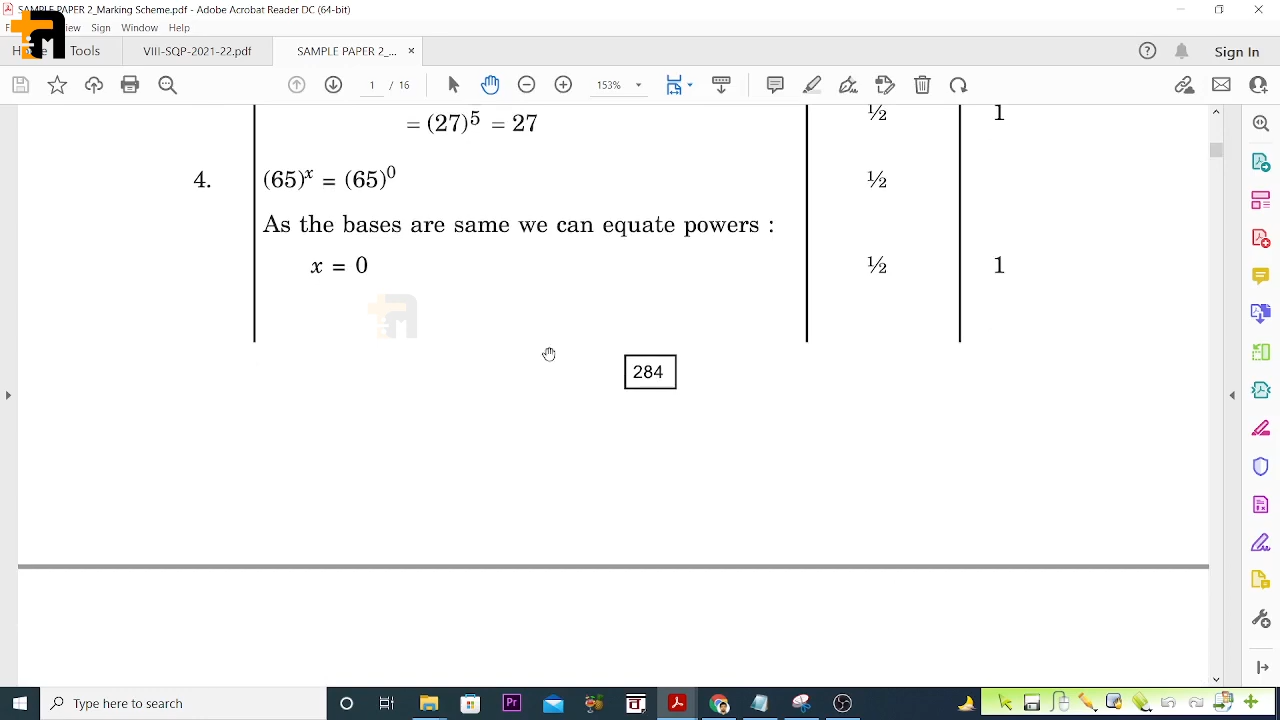 SAMPLE PAPER 2_Marking Scheme.pdf - Adobe Acrobat Reader DC (64-bit)
View Sign Window Help
Tools VIII-SQP-2021-22.pdf SAMPLE PAPER 2_... × Sign In
1 / 16 153%
= (27)⁵ = 27 ½ 1
4. (65)ˣ = (65)⁰ ½
As the bases are same we can equate powers :
x = 0 ½ 1
284
Type here to search